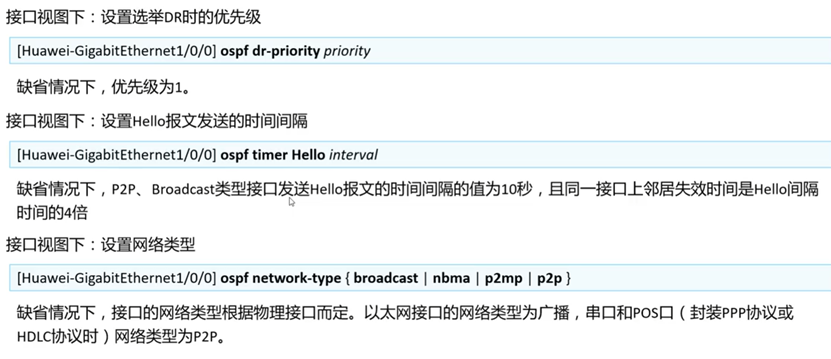 接口视图下：设置选举DR时的优先级
[Huawei-GigabitEthernet1/0/0] ospf dr-priority priority
缺省情况下，优先级为1。
接口视图下：设置Hello报文发送的时间间隔
[Huawei-GigabitEthernet1/0/0] ospf timer Hello interval
缺省情况下，P2P、Broadcast类型接口发送Hello报文的时间间隔的值为10秒，且同一接口上邻居失效时间是Hello间隔
时间的4倍
接口视图下：设置网络类型
[Huawei-GigabitEthernet1/0/0] ospf network-type { broadcast | nbma | p2mp | p2p }
缺省情况下，接口的网络类型根据物理接口而定。以太网接口的网络类型为广播，串口和POS口（封装PPP协议或
HDLC协议时）网络类型为P2P。